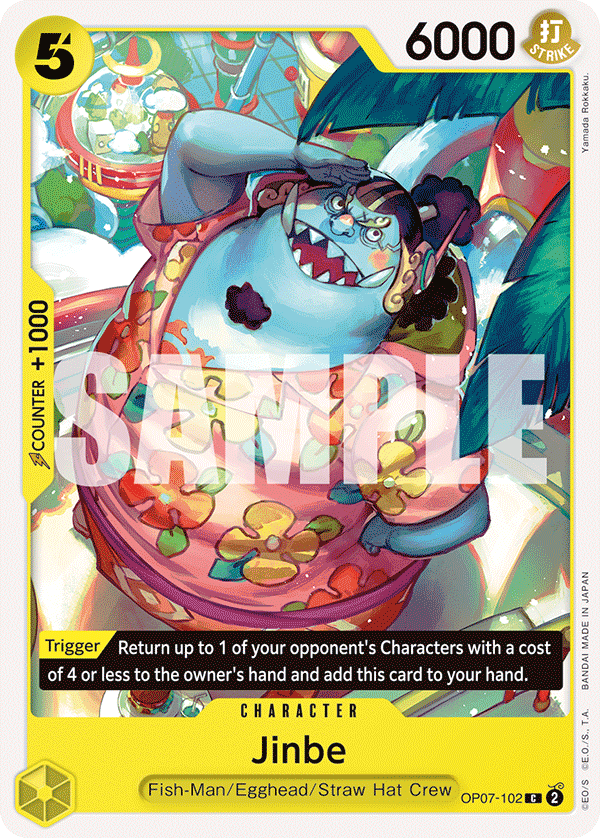 5
6000
打
STRIKE
Yamada Rokkaku.
COUNTER +1000
SAMPLE
Trigger Return up to 1 of your opponent's Characters with a cost
of 4 or less to the owner's hand and add this card to your hand.
CHARACTER
Jinbe
Fish-Man/Egghead/Straw Hat Crew
OP07-102 C 2
©E.O/S ©E.O./S., T.A. BANDAI MADE IN JAPAN